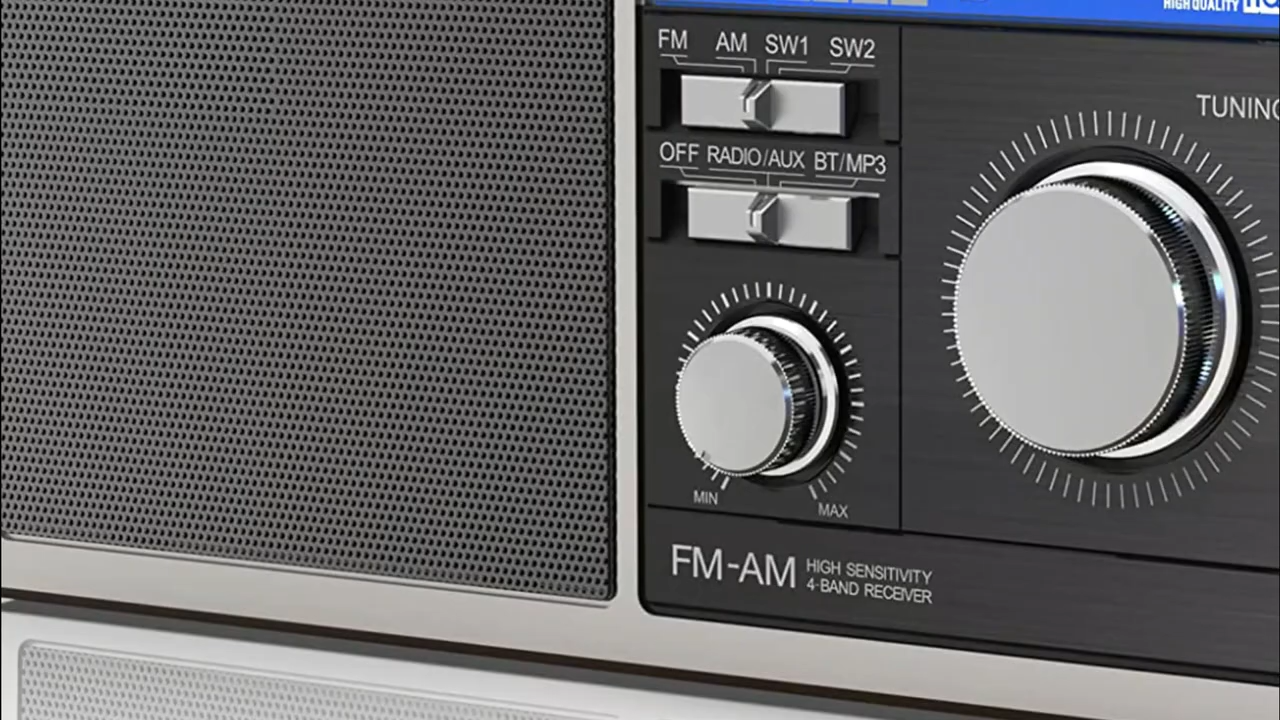 HIGH QUALITY
FM AM SW1 SW2
TUNING
OFF RADIO/AUX BT/MP3
MIN
MAX
FM-AM HIGH SENSITIVITY
4-BAND RECEIVER